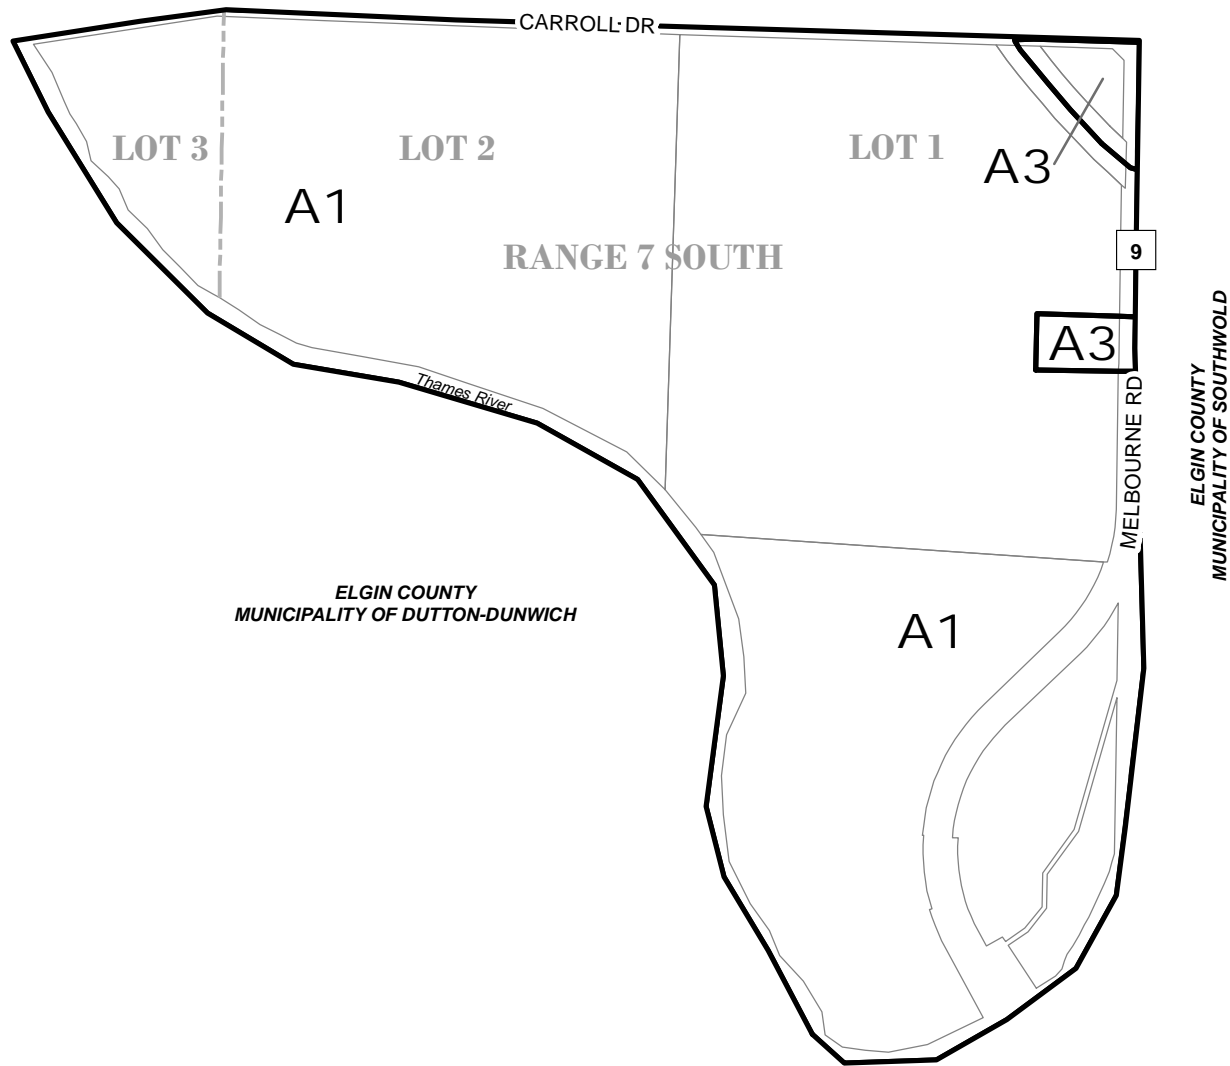 CARROLL DR
LOT 3
LOT 2
LOT 1
A3
A1
RANGE 7 SOUTH
9
A3
Thames River
MELBOURNE RD
ELGIN COUNTY
MUNICIPALITY OF SOUTHWOLD
ELGIN COUNTY
MUNICIPALITY OF DUTTON-DUNWICH
A1